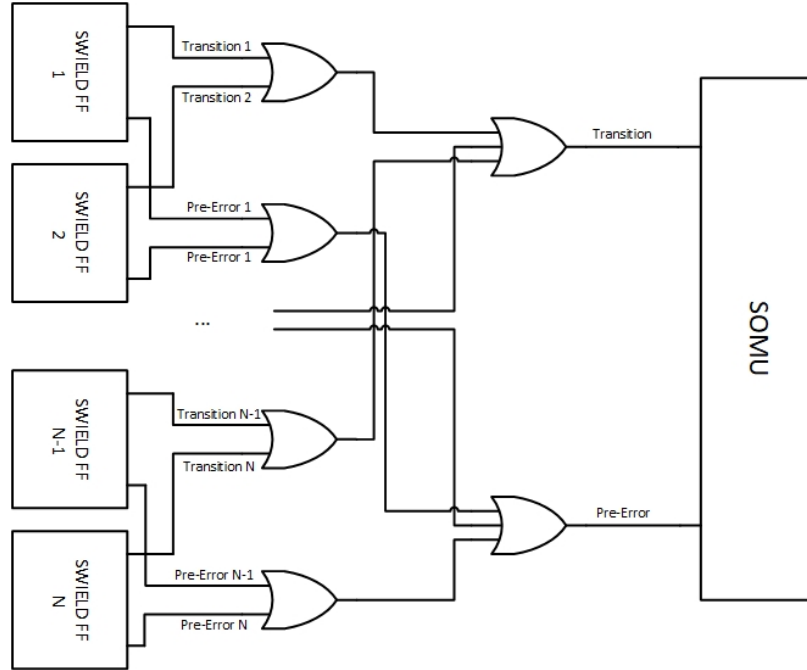 SWIELD FF
1
Transition 1
Transition 2
SWIELD FF
2
Pre-Error 1
Pre-Error 1
...
SWIELD FF
N-1
Transition N-1
Transition N
SWIELD FF
N
Pre-Error N-1
Pre-Error N
Transition
Pre-Error
SOMU